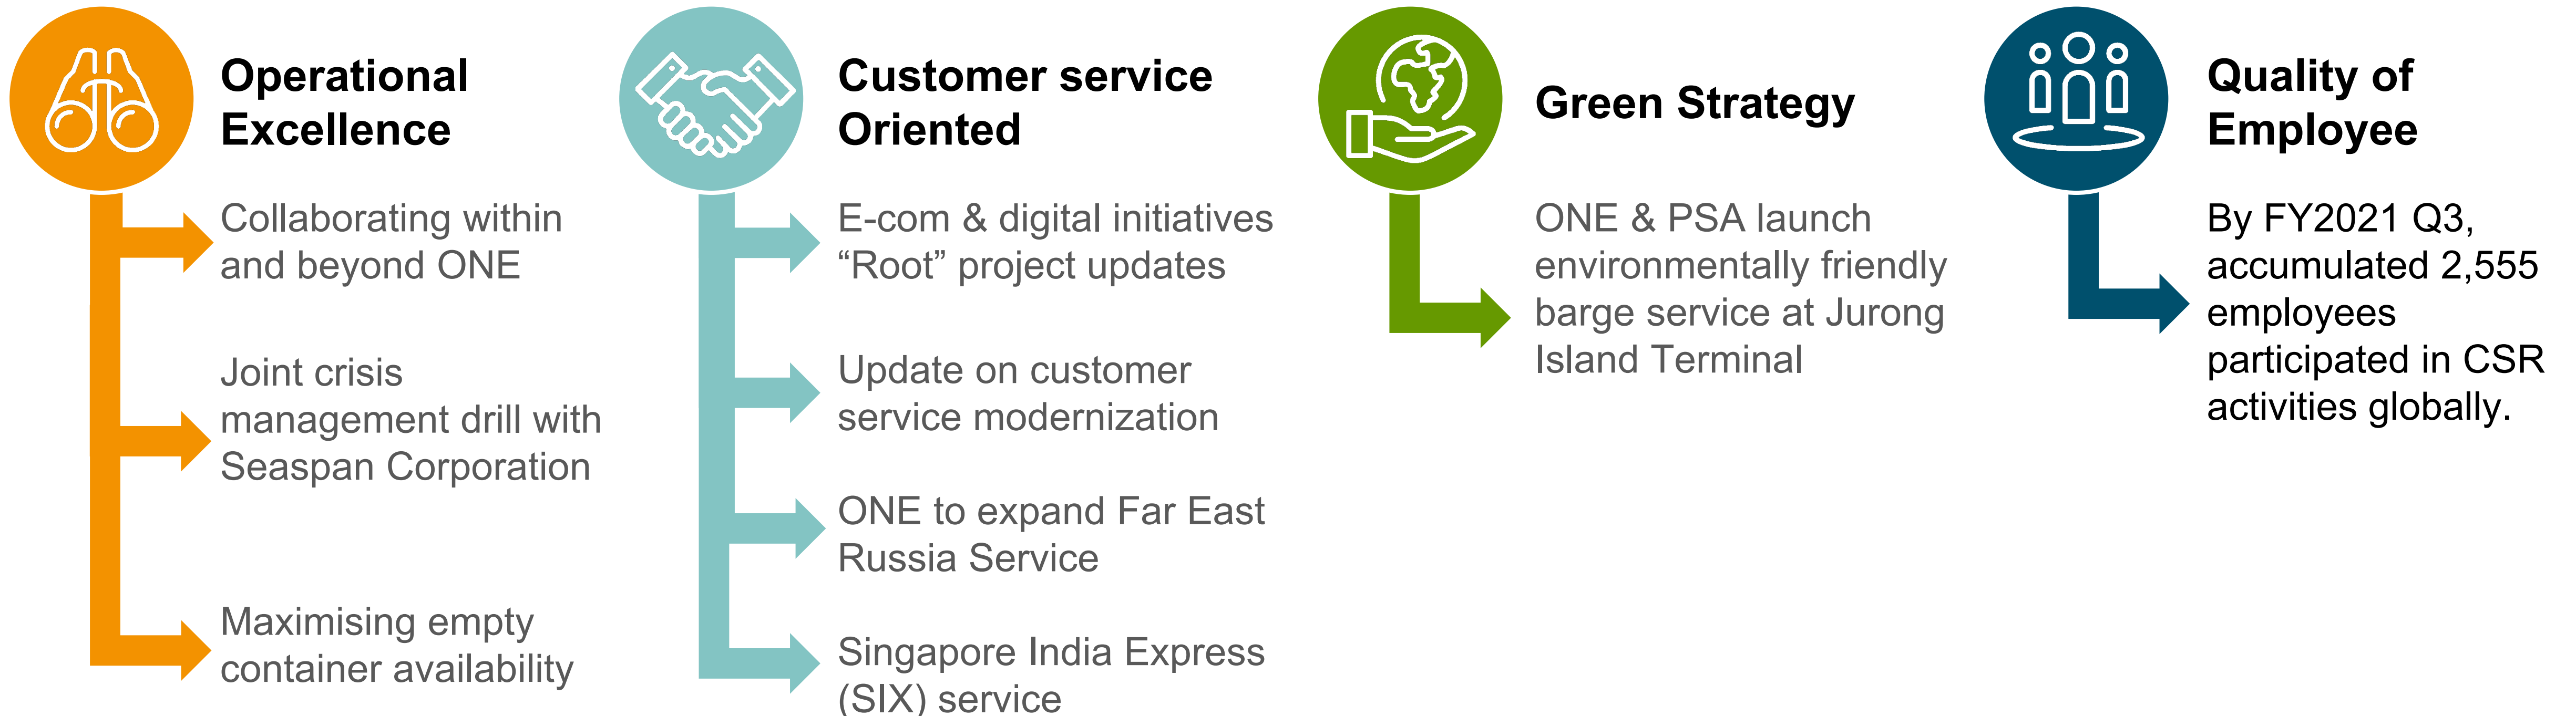 Operational
Excellence
Collaborating within
and beyond ONE
Joint crisis
management drill with
Seaspan Corporation
Maximising empty
container availability
Customer service
Oriented
E-com & digital initiatives
“Root” project updates
Update on customer
service modernization
ONE to expand Far East
Russia Service
Singapore India Express
(SIX) service
Green Strategy
ONE & PSA launch
environmentally friendly
barge service at Jurong
Island Terminal
Quality of
Employee
By FY2021 Q3,
accumulated 2,555
employees
participated in CSR
activities globally.